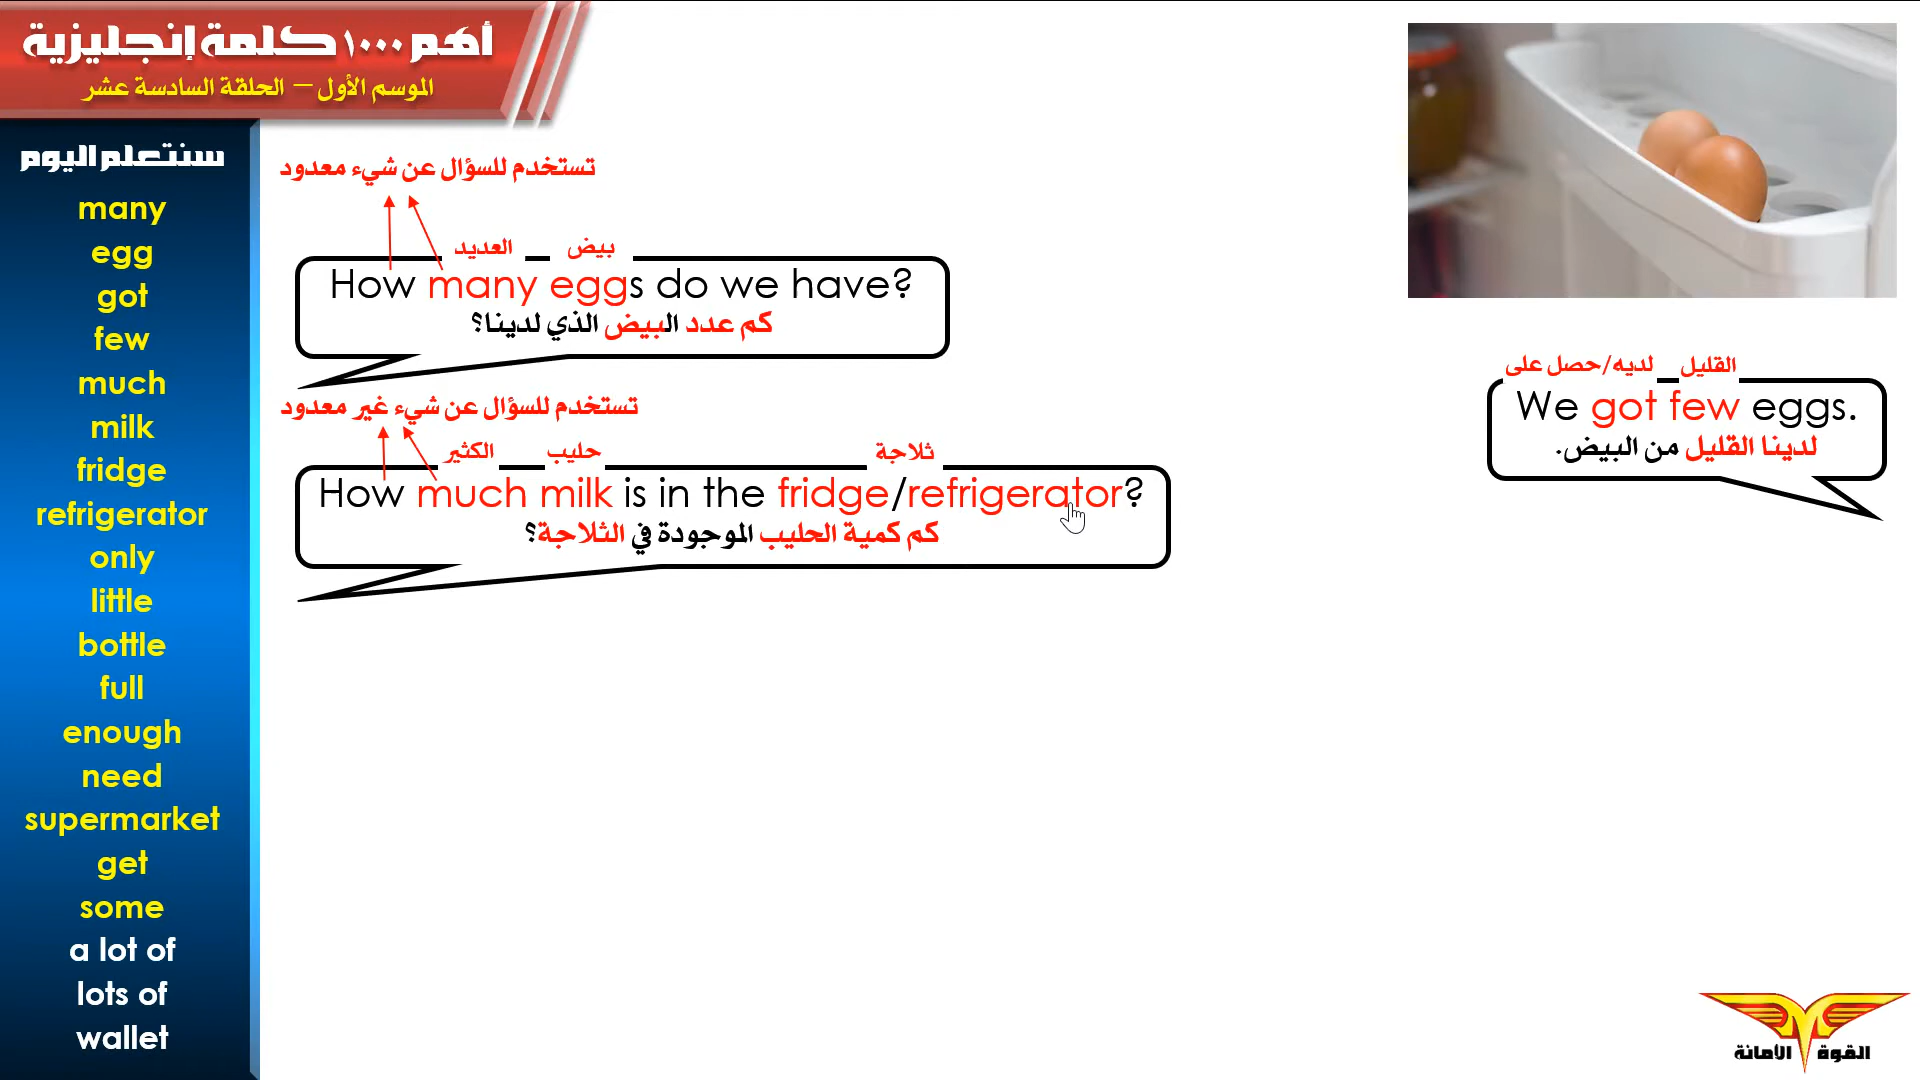 أهم ١٠٠٠ كلمة إنجليزية
الموسم الأول – الحلقة السادسة عشر
سنتعلم اليوم
many
egg
got
few
much
milk
fridge
refrigerator
only
little
bottle
full
enough
need
supermarket
get
some
a lot of
lots of
wallet
تستخدم للسؤال عن شيء معدود
العديد
بيض
How many eggs do we have?
كم عدد البيض الذي لدينا؟
لديه/حصل على
القليل
We got few eggs.
لدينا القليل من البيض.
تستخدم للسؤال عن شيء غير معدود
الكثير
حليب
ثلاجة
How much milk is in the fridge/refrigerator?
كم كمية الحليب الموجودة في الثلاجة؟
القوة الأمانة